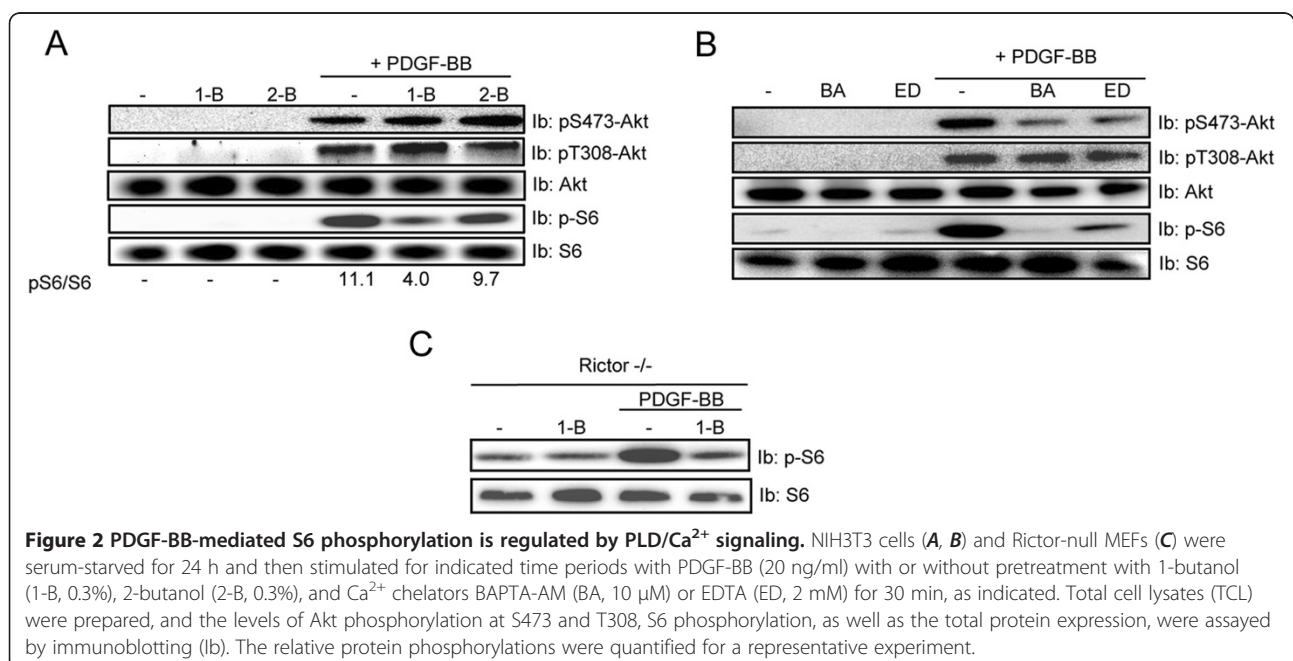 A
+ PDGF-BB
- 1-B 2-B - 1-B 2-B
Ib: pS473-Akt
Ib: pT308-Akt
Ib: Akt
Ib: p-S6
Ib: S6
pS6/S6 - - - 11.1 4.0 9.7
B
+ PDGF-BB
- BA ED - BA ED
Ib: pS473-Akt
Ib: pT308-Akt
Ib: Akt
Ib: p-S6
Ib: S6
C
Rictor -/-
PDGF-BB
- 1-B - 1-B
Ib: p-S6
Ib: S6
Figure 2 PDGF-BB-mediated S6 phosphorylation is regulated by PLD/Ca²⁺ signaling. NIH3T3 cells (A, B) and Rictor-null MEFs (C) were
serum-starved for 24 h and then stimulated for indicated time periods with PDGF-BB (20 ng/ml) with or without pretreatment with 1-butanol
(1-B, 0.3%), 2-butanol (2-B, 0.3%), and Ca²⁺ chelators BAPTA-AM (BA, 10 μM) or EDTA (ED, 2 mM) for 30 min, as indicated. Total cell lysates (TCL)
were prepared, and the levels of Akt phosphorylation at S473 and T308, S6 phosphorylation, as well as the total protein expression, were assayed
by immunoblotting (Ib). The relative protein phosphorylations were quantified for a representative experiment.